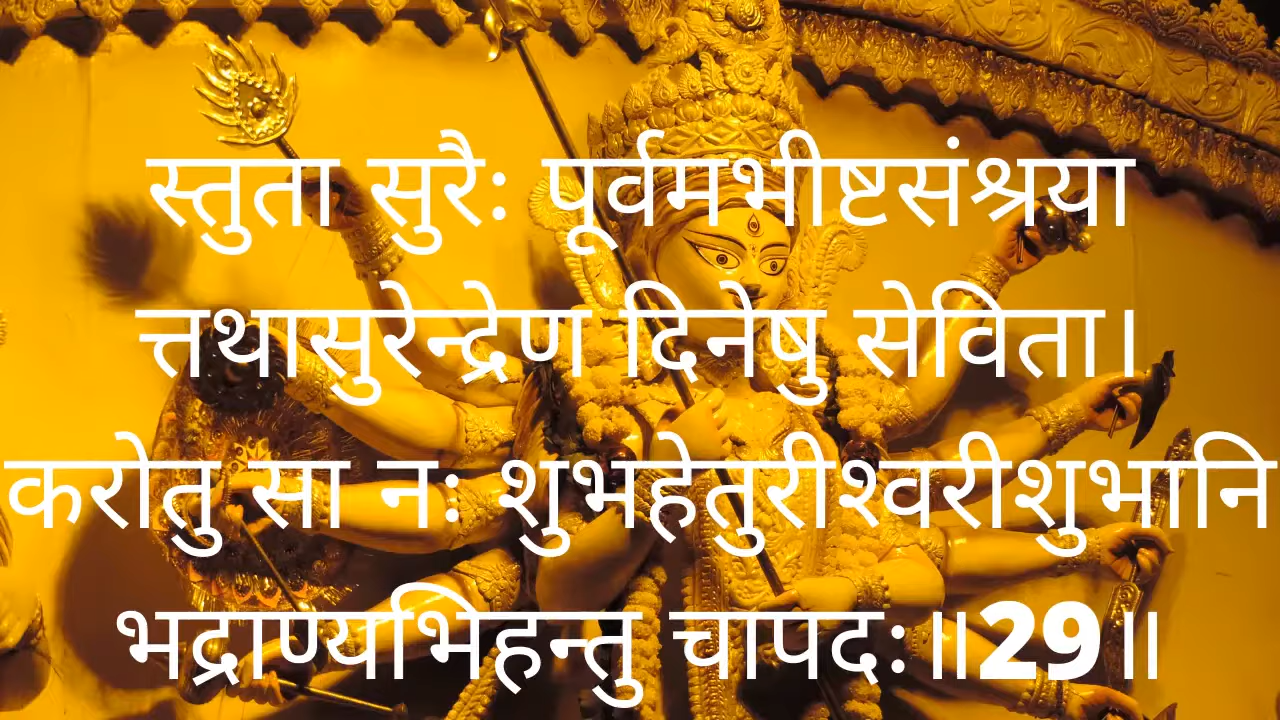 स्तुता सुरैः पूर्वमभीष्टसंश्रया
त्तथासुरेन्द्रेण दिनेषु सेविता।
करोतु सा नः शुभहेतुरीश्वरीशुभानि
भद्राण्यभिहन्तु चापदः॥29॥